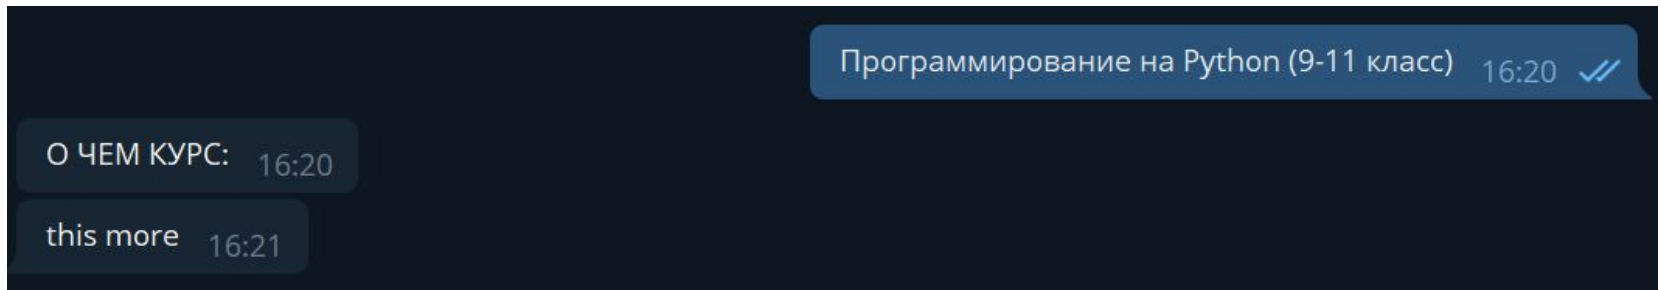 Программирование на Python (9-11 класс) 16:20
О ЧЕМ КУРС: 16:20
this more 16:21